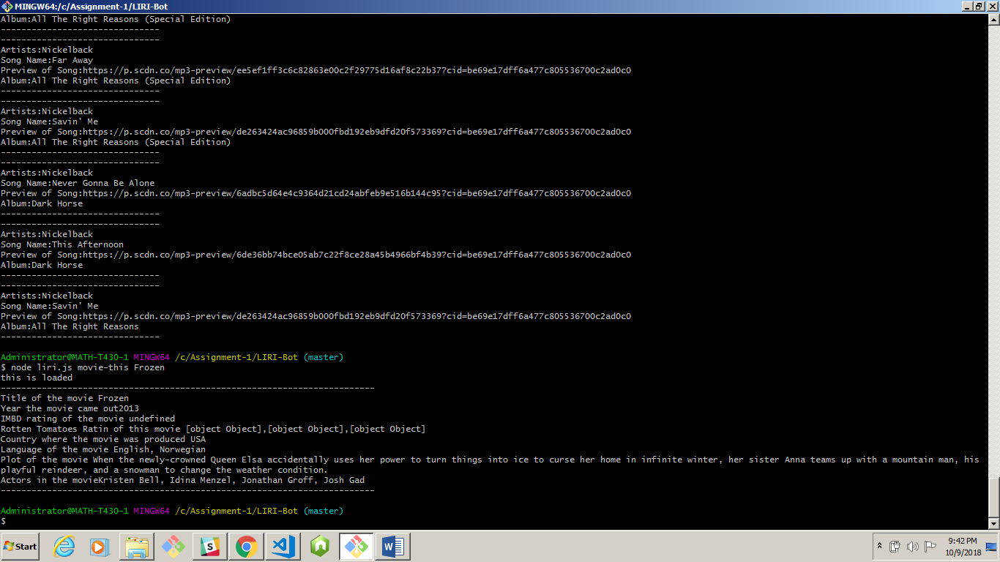 MINGW64:/c/Assignment-1/LIRI-Bot
Album:All The Right Reasons (Special Edition)
-------------------------------
-------------------------------
Artists:Nickelback
Song Name:Far Away
Preview of Song:https://p.scdn.co/mp3-preview/ee5ef1ff3c6c82863e00c2f29775d16af8c22b37?cid=be69e17dff6a477c805536700c2ad0c0
Album:All The Right Reasons (Special Edition)
-------------------------------
-------------------------------
Artists:Nickelback
Song Name:Savin' Me
Preview of Song:https://p.scdn.co/mp3-preview/de263424ac96859b000fbd192eb9dfd20f573369?cid=be69e17dff6a477c805536700c2ad0c0
Album:All The Right Reasons (Special Edition)
-------------------------------
-------------------------------
Artists:Nickelback
Song Name:Never Gonna Be Alone
Preview of Song:https://p.scdn.co/mp3-preview/6adbc5d64e4c9364d21cd24abfeb9e516b144c95?cid=be69e17dff6a477c805536700c2ad0c0
Album:Dark Horse
-------------------------------
-------------------------------
Artists:Nickelback
Song Name:This Afternoon
Preview of Song:https://p.scdn.co/mp3-preview/6de36bb74bce05ab7c22f8ce28a45b4966bf4b39?cid=be69e17dff6a477c805536700c2ad0c0
Album:Dark Horse
-------------------------------
-------------------------------
Artists:Nickelback
Song Name:Savin' Me
Preview of Song:https://p.scdn.co/mp3-preview/de263424ac96859b000fbd192eb9dfd20f573369?cid=be69e17dff6a477c805536700c2ad0c0
Album:All The Right Reasons
-------------------------------
Administrator@MATH-T430-1 MINGW64 /c/Assignment-1/LIRI-Bot (master)
$ node liri.js movie-this Frozen
this is loaded
-------------------------------------------------------------------------
Title of the movie Frozen
Year the movie came out2013
IMBD rating of the movie undefined
Rotten Tomatoes Ratin of this movie [object Object],[object Object],[object Object]
Country where the movie was produced USA
Language of the movie English, Norwegian
Plot of the movie When the newly-crowned Queen Elsa accidentally uses her power to turn things into ice to curse her home in infinite winter, her sister Anna teams up with a mountain man, his
playful reindeer, and a snowman to change the weather condition.
Actors in the movieKristen Bell, Idina Menzel, Jonathan Groff, Josh Gad
-------------------------------------------------------------------------
Administrator@MATH-T430-1 MINGW64 /c/Assignment-1/LIRI-Bot (master)
$
Start
9:42 PM
10/9/2018